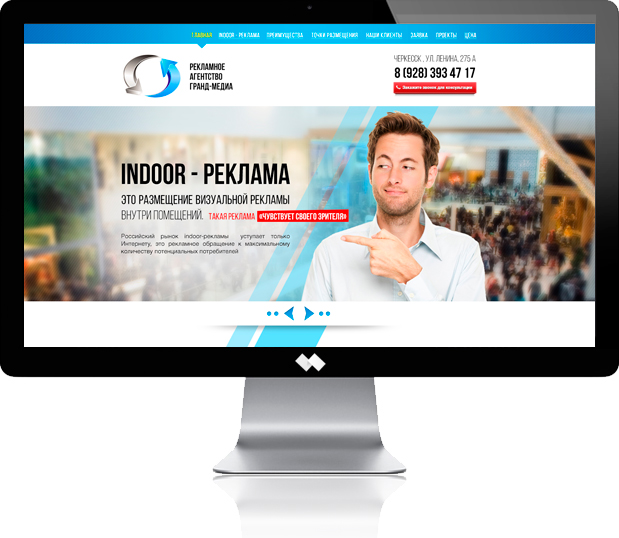 ГЛАВНАЯ INDOOR - РЕКЛАМА ПРЕИМУЩЕСТВА ТОЧКИ РАЗМЕЩЕНИЯ НАШИ КЛИЕНТЫ ЗАЯВКА ПРОЕКТЫ ЦЕНА
РЕКЛАМНОЕ
АГЕНТСТВО
ГРАНД-МЕДИА
ЧЕРКЕССК , УЛ. ЛЕНИНА, 275 А
8 (928) 393 47 17
Закажите звонок для консультации
INDOOR - РЕКЛАМА
ЭТО РАЗМЕЩЕНИЕ ВИЗУАЛЬНОЙ РЕКЛАМЫ
ВНУТРИ ПОМЕЩЕНИЙ. ТАКАЯ РЕКЛАМА «ЧУВСТВУЕТ СВОЕГО ЗРИТЕЛЯ»
Российский рынок indoor-рекламы уступает только
Интернету, это рекламное обращение к максимальному
количеству потенциальных потребителей